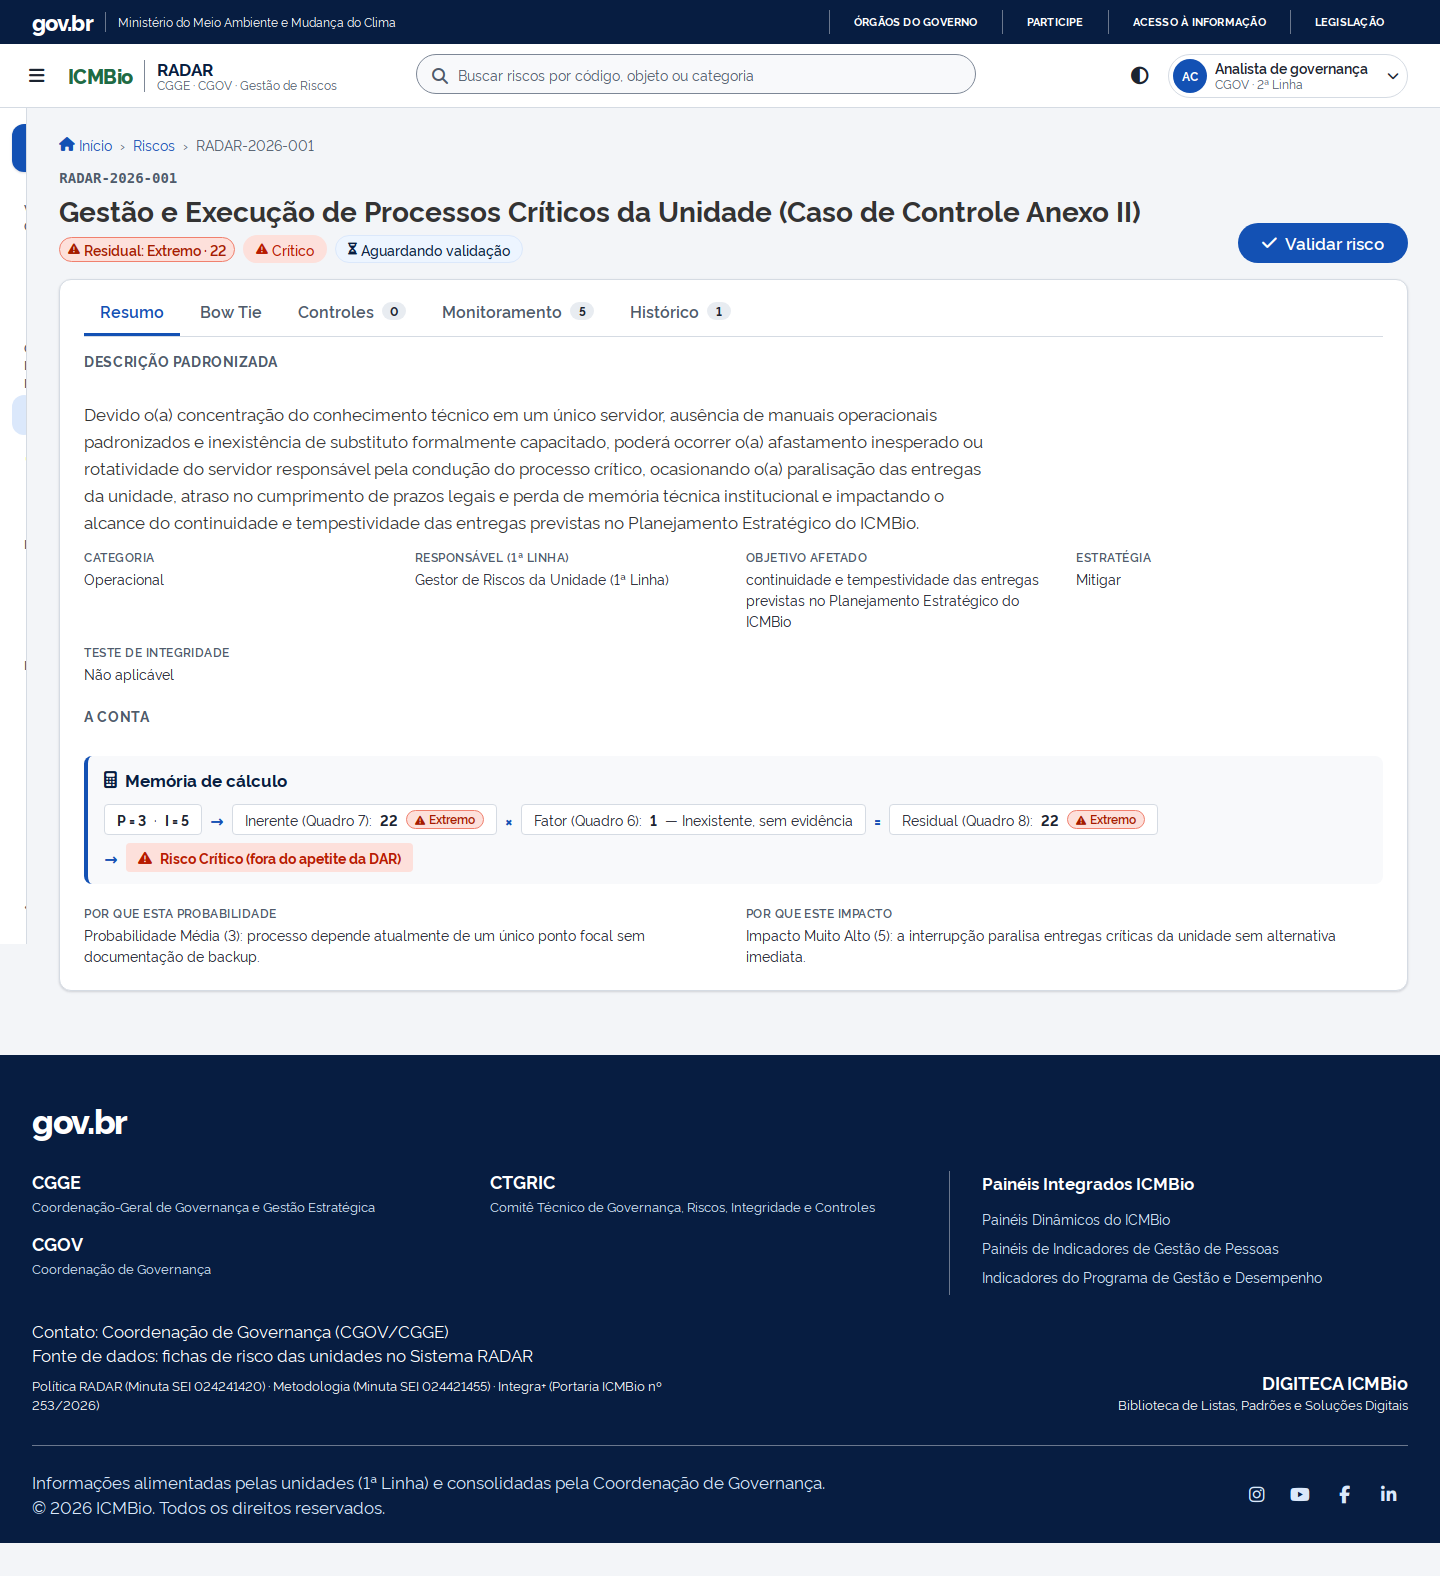 gov.br
Ministério do Meio Ambiente e Mudança do Clima
ÓRGÃOS DO GOVERNO
PARTICIPE
ACESSO À INFORMAÇÃO
LEGISLAÇÃO
ICMBio
RADAR
CGGE · CGOV · Gestão de Riscos
Buscar riscos por código, objeto ou categoria
AC
Analista de governança
CGOV · 2ª Linha
Início › Riscos › RADAR-2026-001
RADAR-2026-001
Gestão e Execução de Processos Críticos da Unidade (Caso de Controle Anexo II)
Residual: Extremo · 22
Crítico
Aguardando validação
Validar risco
Resumo
Bow Tie
Controles 0
Monitoramento 5
Histórico 1
DESCRIÇÃO PADRONIZADA
Devido o(a) concentração do conhecimento técnico em um único servidor, ausência de manuais operacionais
padronizados e inexistência de substituto formalmente capacitado, poderá ocorrer o(a) afastamento inesperado ou
rotatividade do servidor responsável pela condução do processo crítico, ocasionando o(a) paralisação das entregas
da unidade, atraso no cumprimento de prazos legais e perda de memória técnica institucional e impactando o
alcance do continuidade e tempestividade das entregas previstas no Planejamento Estratégico do ICMBio.
CATEGORIA
Operacional
RESPONSÁVEL (1ª LINHA)
Gestor de Riscos da Unidade (1ª Linha)
OBJETIVO AFETADO
continuidade e tempestividade das entregas
previstas no Planejamento Estratégico do
ICMBio
ESTRATÉGIA
Mitigar
TESTE DE INTEGRIDADE
Não aplicável
A CONTA
Memória de cálculo
P = 3 · I = 5 → Inerente (Quadro 7): 22 Extremo × Fator (Quadro 6): 1 — Inexistente, sem evidência = Residual (Quadro 8): 22 Extremo
→ Risco Crítico (fora do apetite da DAR)
POR QUE ESTA PROBABILIDADE
Probabilidade Média (3): processo depende atualmente de um único ponto focal sem
documentação de backup.
POR QUE ESTE IMPACTO
Impacto Muito Alto (5): a interrupção paralisa entregas críticas da unidade sem alternativa
imediata.
gov.br
CGGE
Coordenação-Geral de Governança e Gestão Estratégica
CTGRIC
Comitê Técnico de Governança, Riscos, Integridade e Controles
CGOV
Coordenação de Governança
Painéis Integrados ICMBio
Painéis Dinâmicos do ICMBio
Painéis de Indicadores de Gestão de Pessoas
Indicadores do Programa de Gestão e Desempenho
Contato: Coordenação de Governança (CGOV/CGGE)
Fonte de dados: fichas de risco das unidades no Sistema RADAR
Política RADAR (Minuta SEI 024241420) · Metodologia (Minuta SEI 024421455) · Integra+ (Portaria ICMBio nº
253/2026)
DIGITECA ICMBio
Biblioteca de Listas, Padrões e Soluções Digitais
Informações alimentadas pelas unidades (1ª Linha) e consolidadas pela Coordenação de Governança.
© 2026 ICMBio. Todos os direitos reservados.